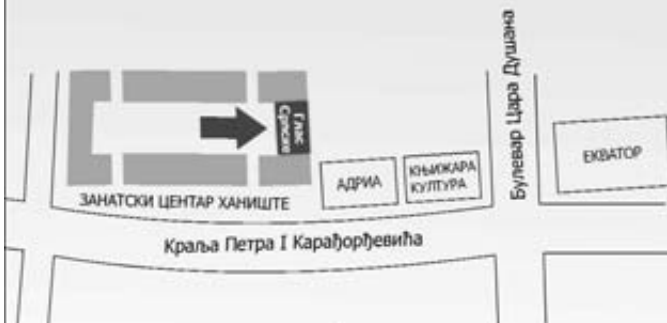 Булевар Цара Душана
Глас
Српске
ЕКВАТОР
АДРИА
КЊИЖАРА
КУЛТУРА
ЗАНАТСКИ ЦЕНТАР ХАНИШТЕ
Краља Петра I Карађорђевића